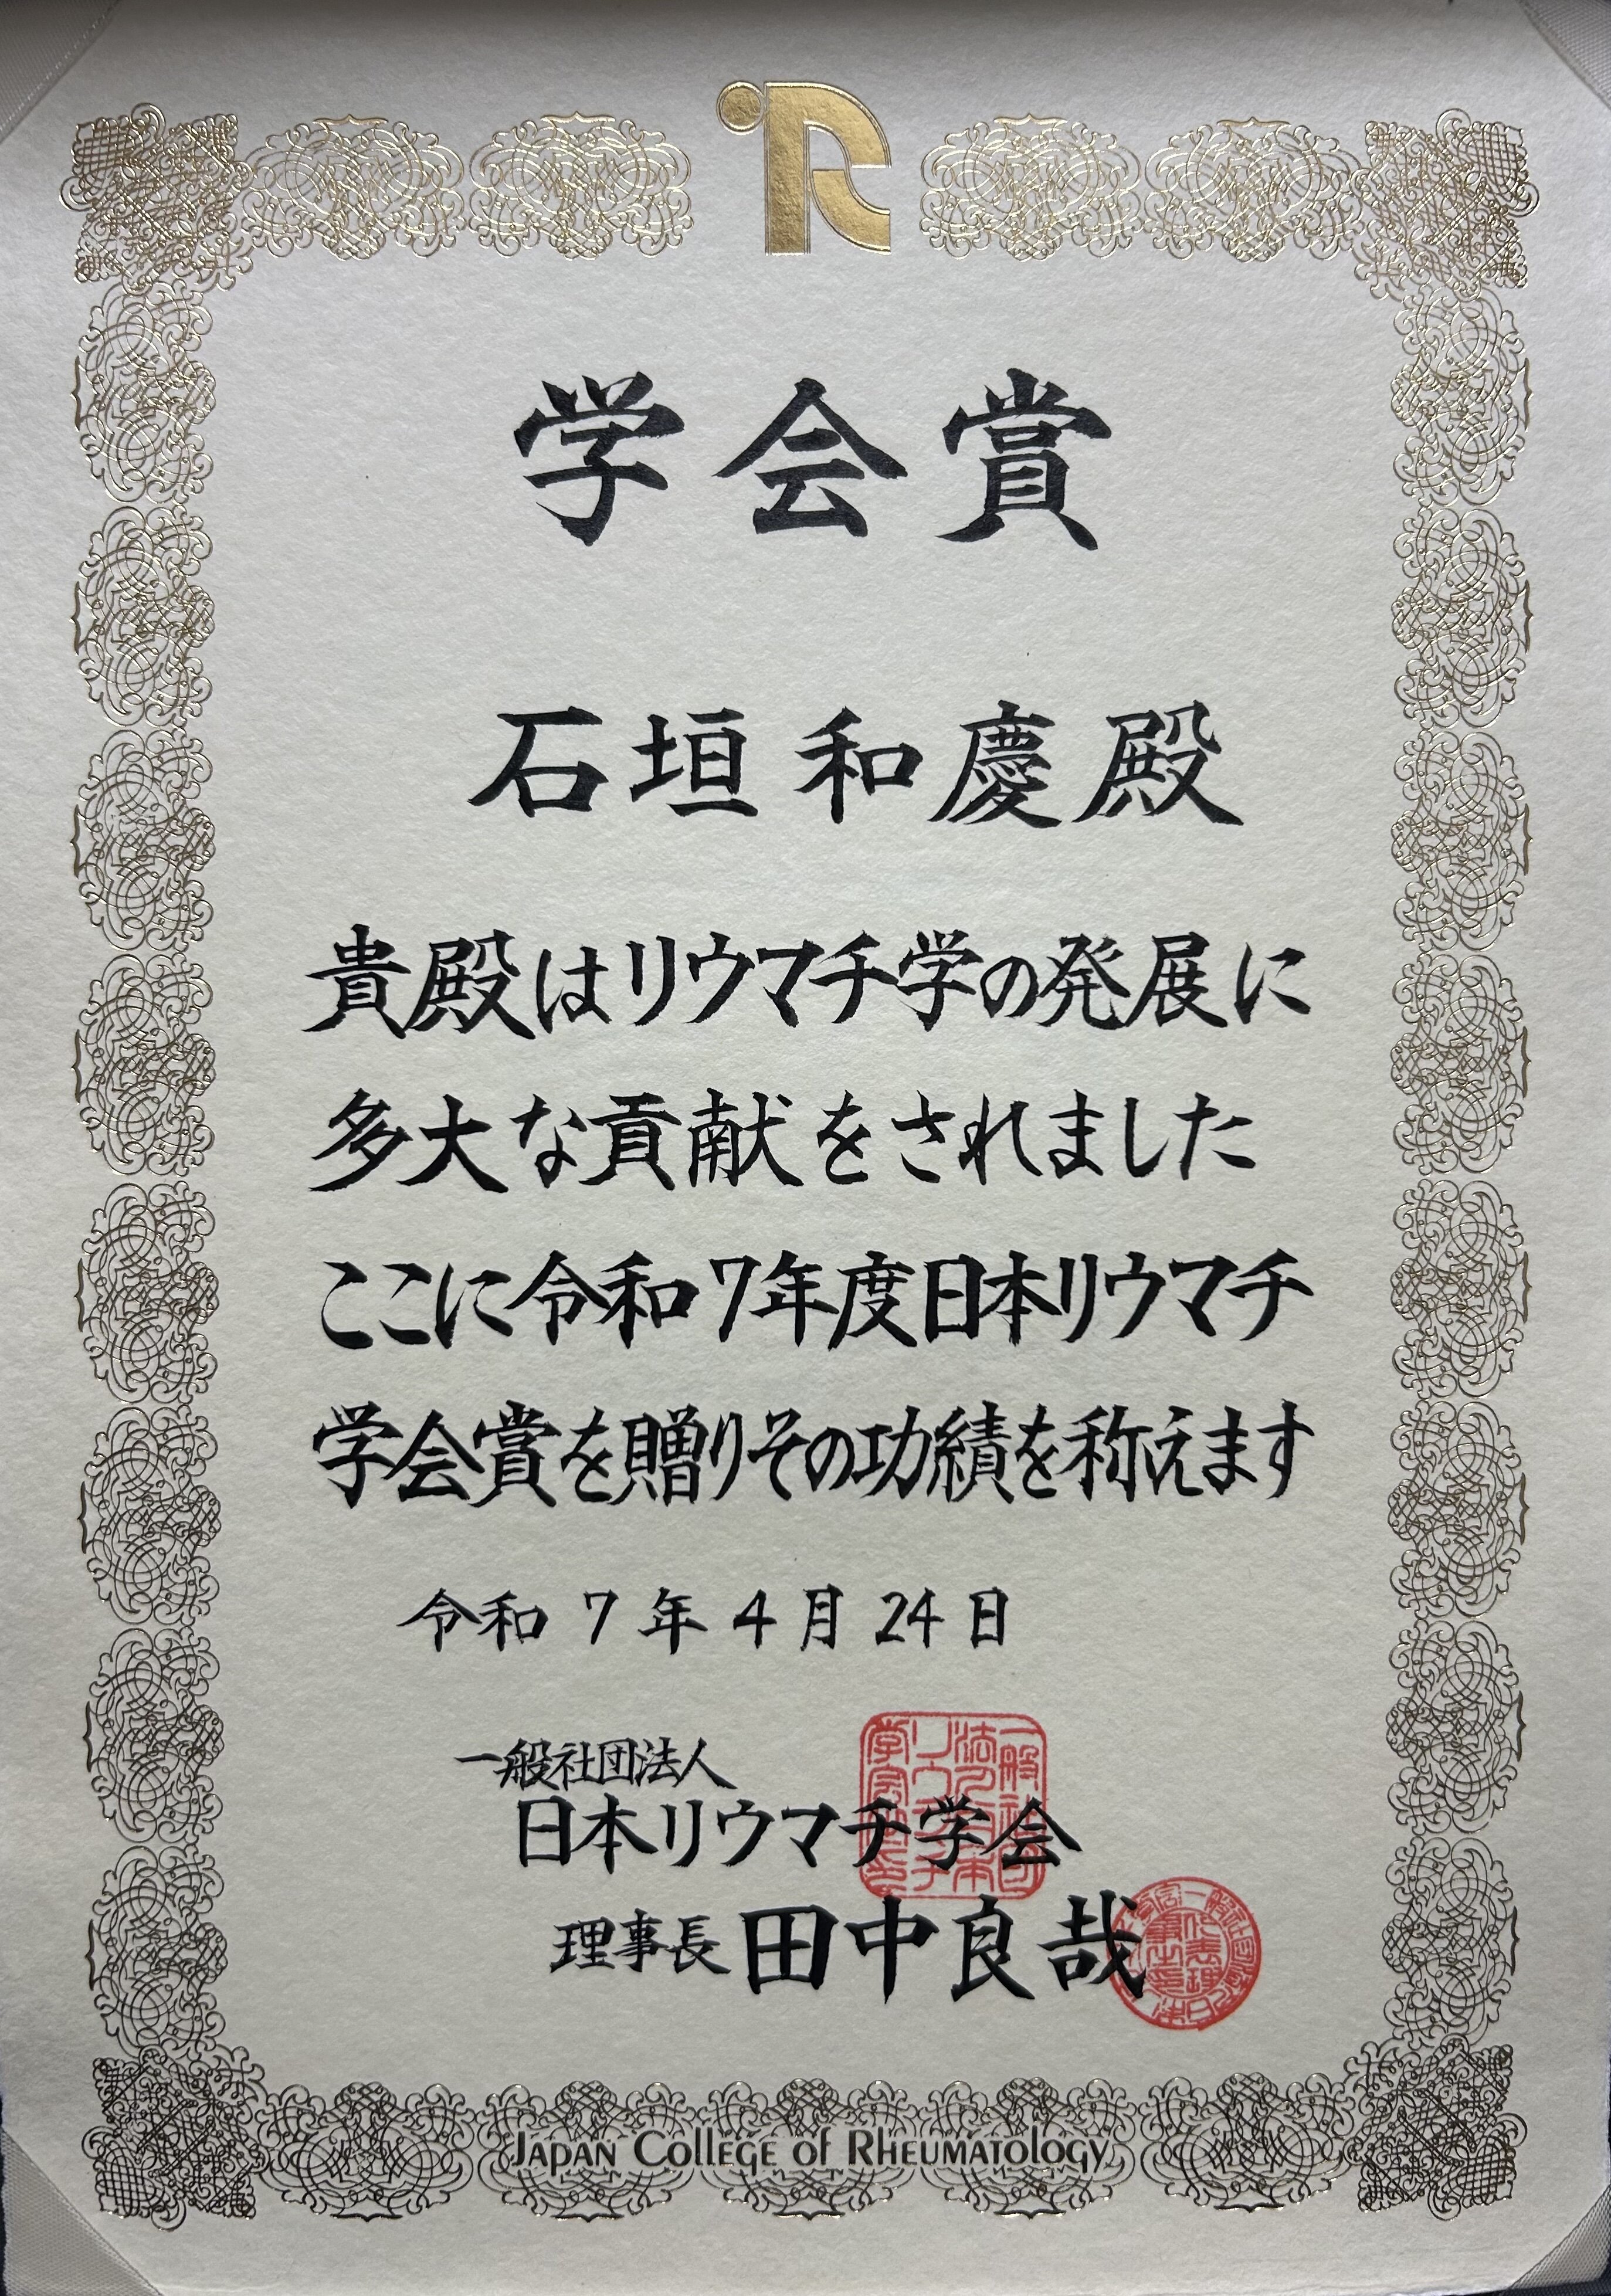 学会賞
石垣和慶殿
貴殿はリウマチ学の発展に
多大な貢献をされました
ここに令和7年度日本リウマチ
学会賞を贈りその功績を称えます
令和 7 年 4 月 24 日
一般社団法人
日本リウマチ学会
理事長 田中良哉
Japan College of Rheumatology